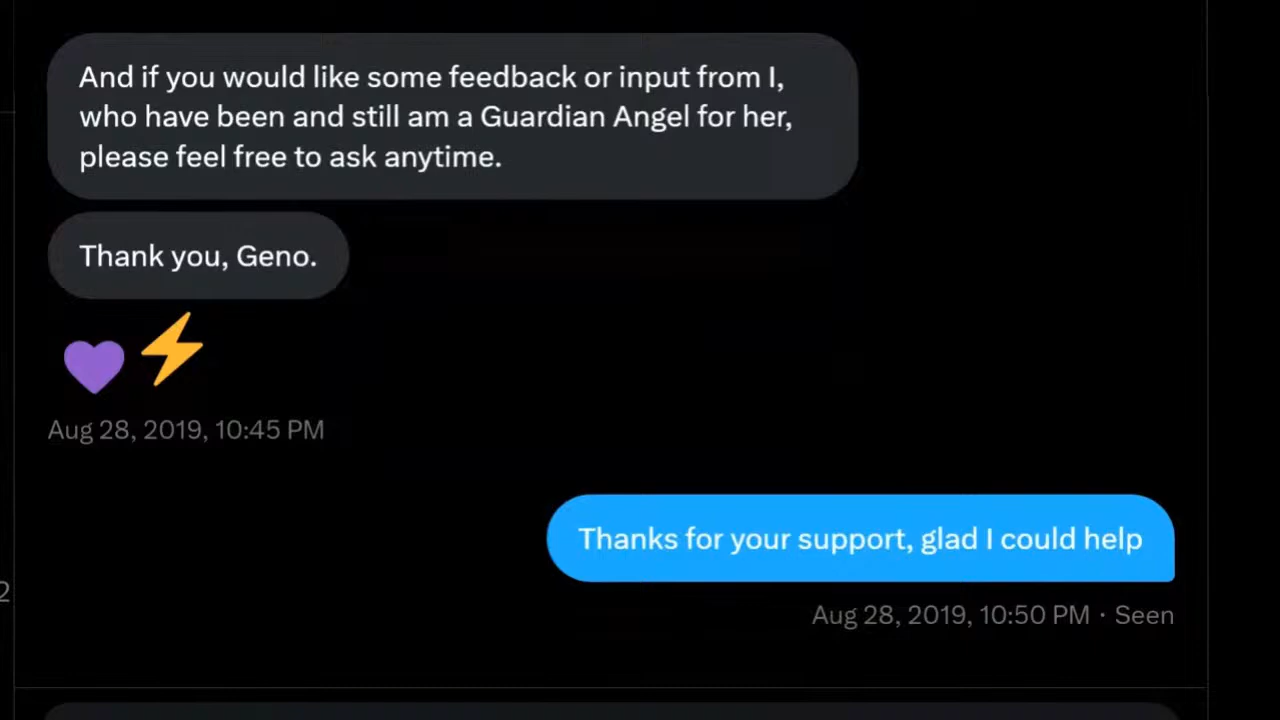 And if you would like some feedback or input from I,
who have been and still am a Guardian Angel for her,
please feel free to ask anytime.
Thank you, Geno.
💜⚡
Aug 28, 2019, 10:45 PM
Thanks for your support, glad I could help
Aug 28, 2019, 10:50 PM · Seen
2